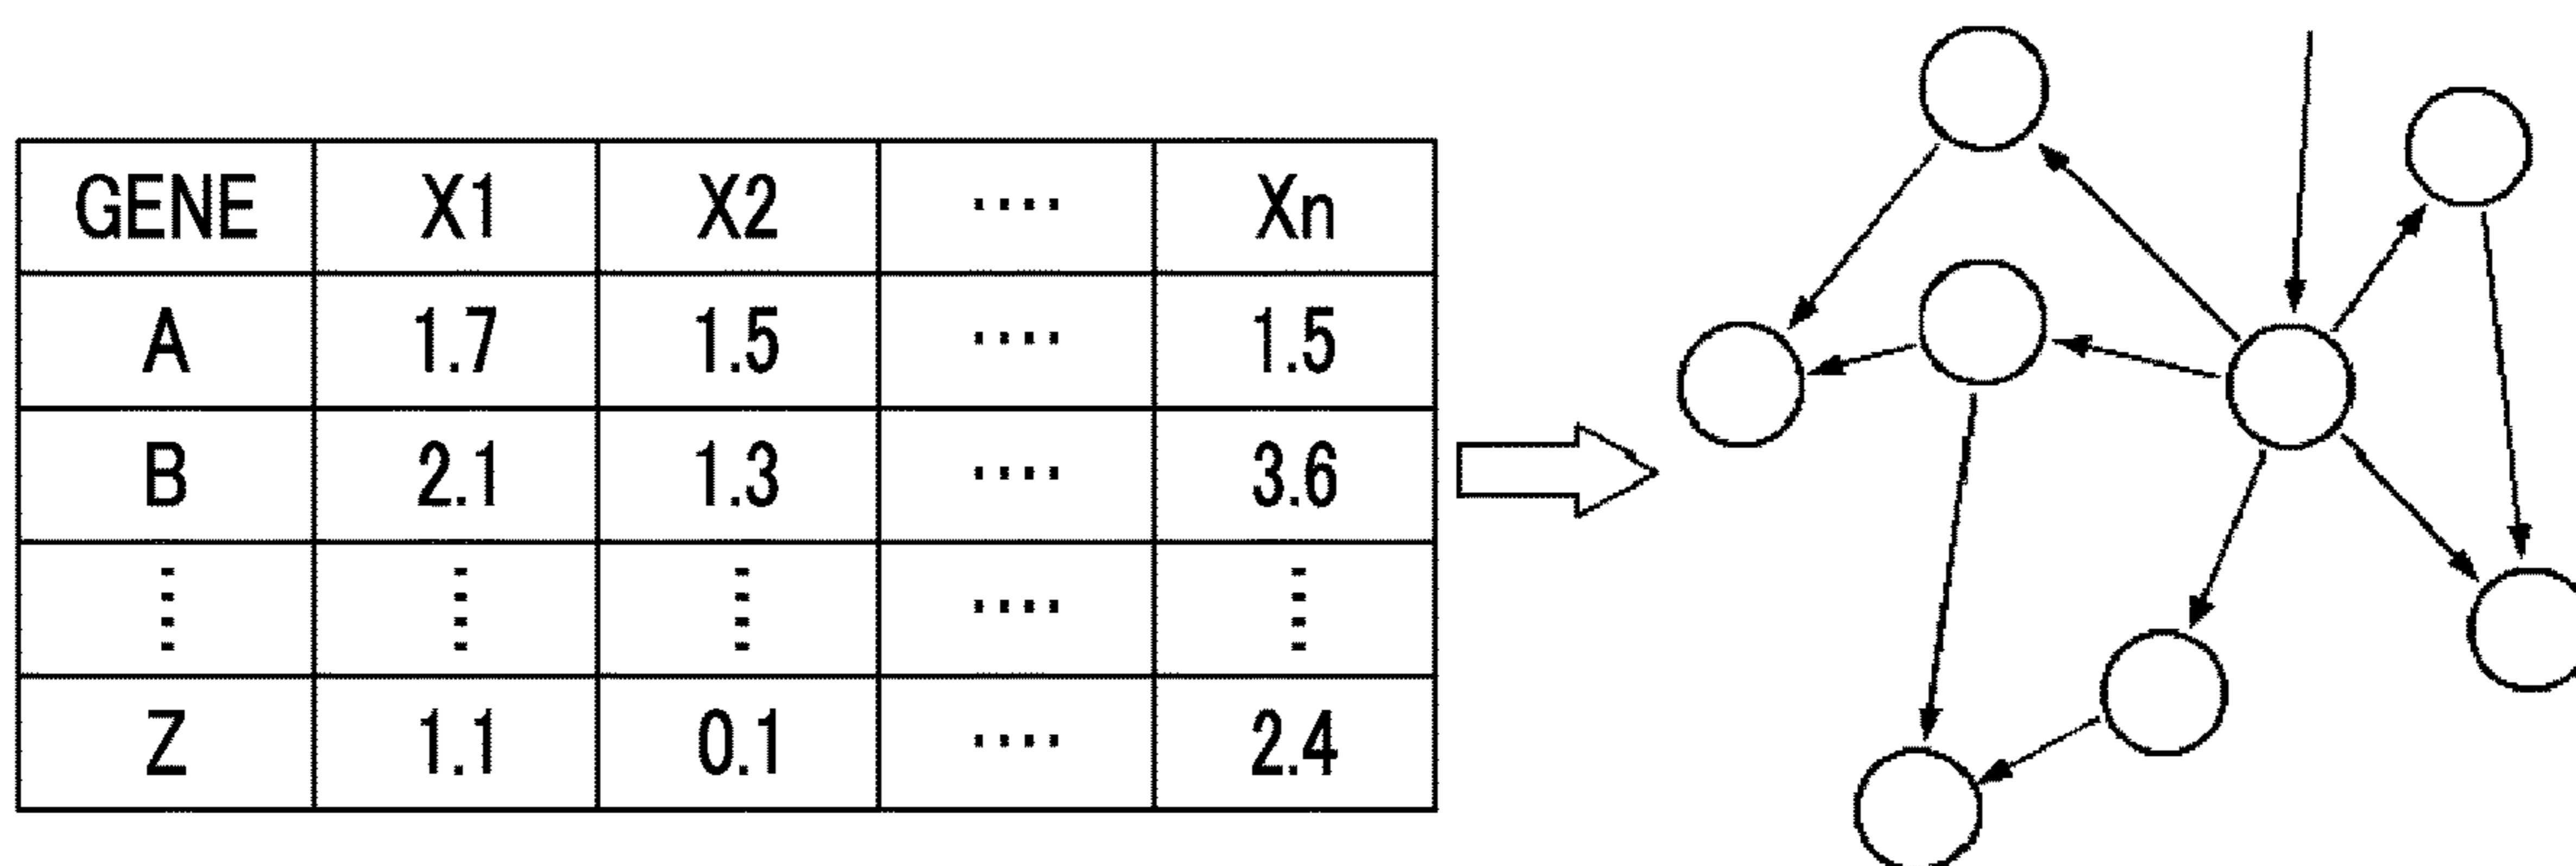 GENE X1 X2 ···· Xn
A 1.7 1.5 ···· 1.5
B 2.1 1.3 ···· 3.6
⋮ ⋮ ⋮ ···· ⋮
Z 1.1 0.1 ···· 2.4